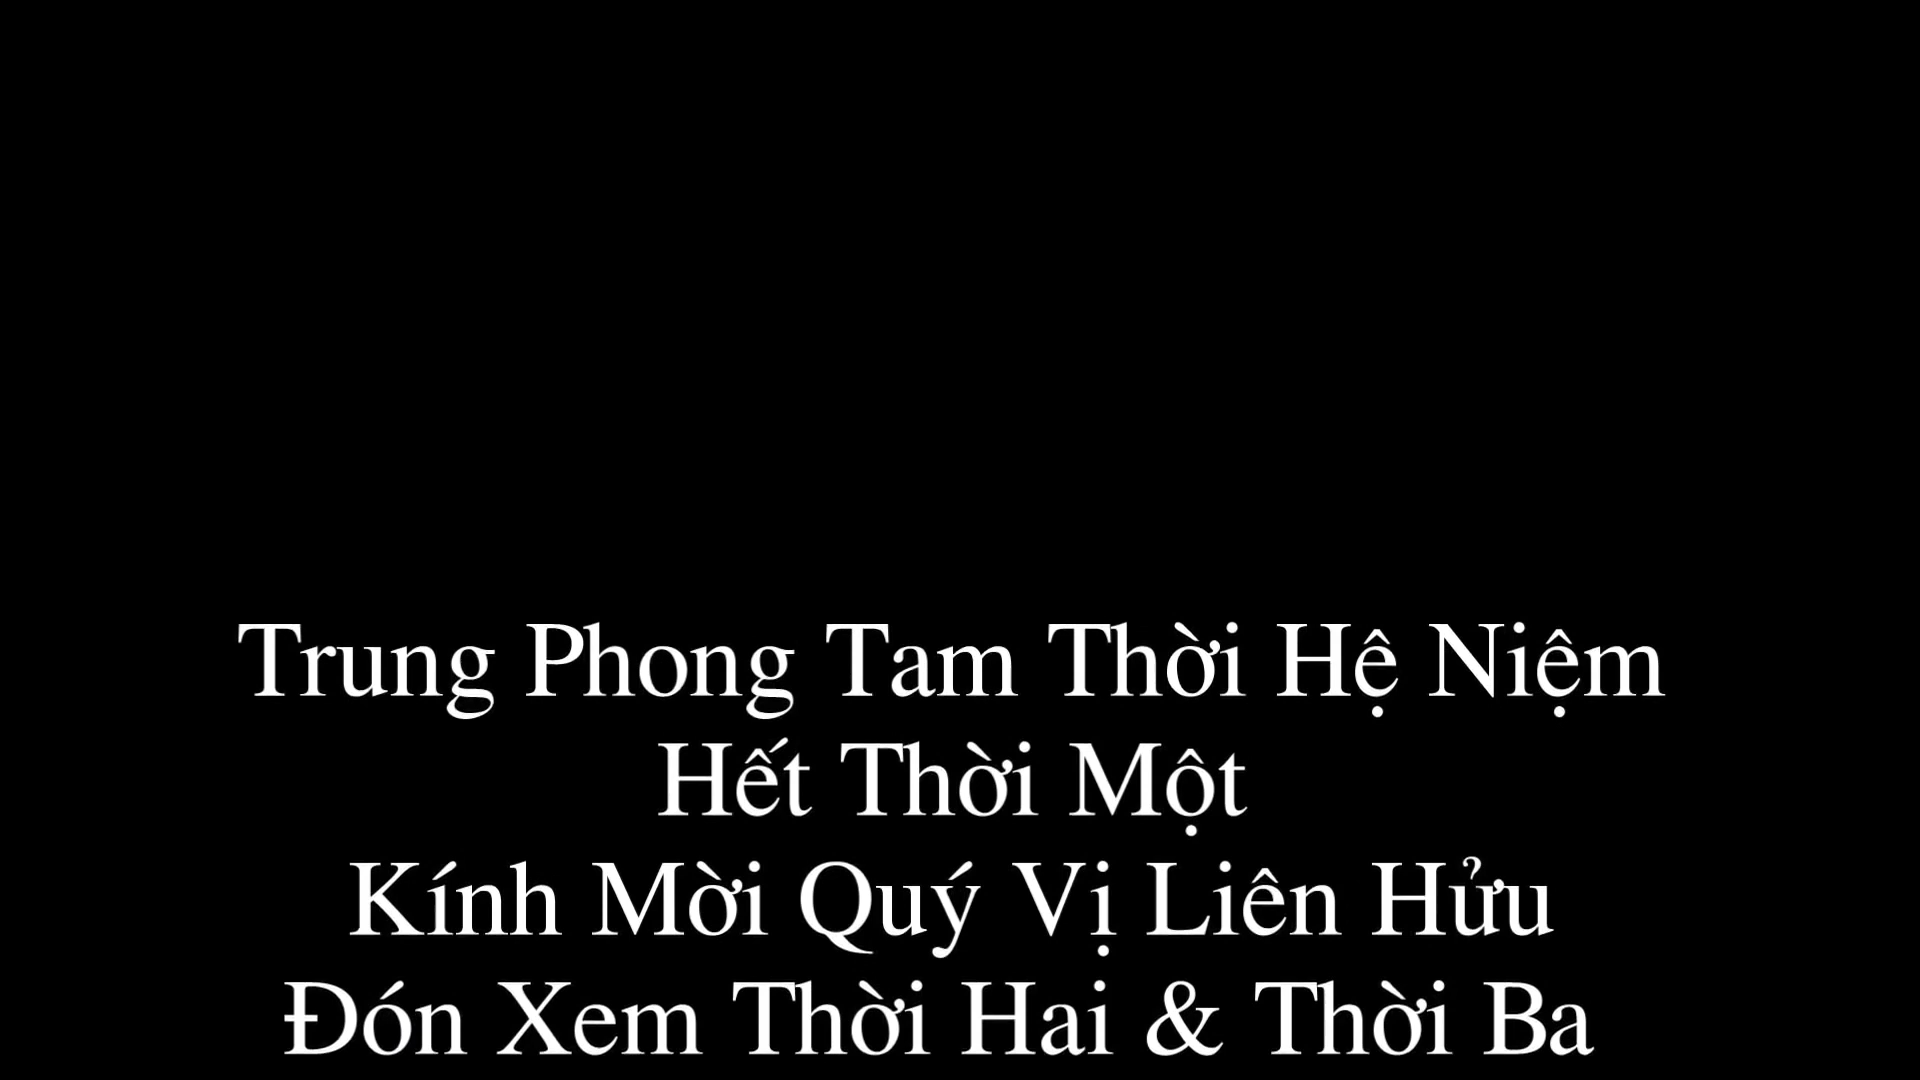 Trung Phong Tam Thời Hệ Niệm
Hết Thời Một
Kính Mời Quý Vị Liên Hửu
Đón Xem Thời Hai & Thời Ba